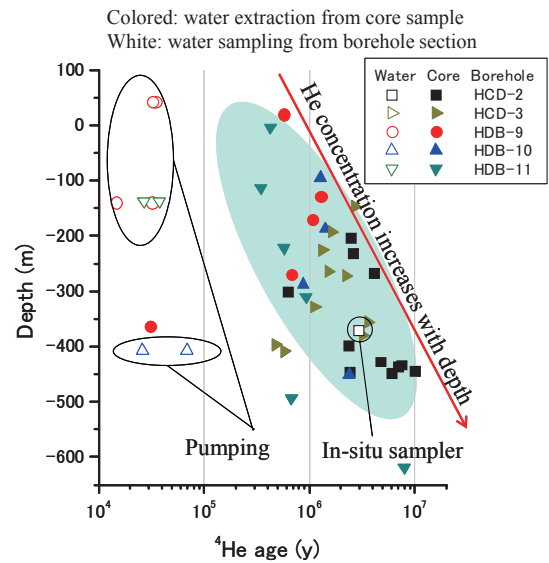 Colored: water extraction from core sample
White: water sampling from borehole section
Water Core Borehole
HCD-2
HCD-3
HDB-9
HDB-10
HDB-11
He concentration increases with depth
100
0
-100
-200
-300
-400
-500
-600
Depth (m)
Pumping
In-situ sampler
10^4 10^5 10^6 10^7
^4He age (y)